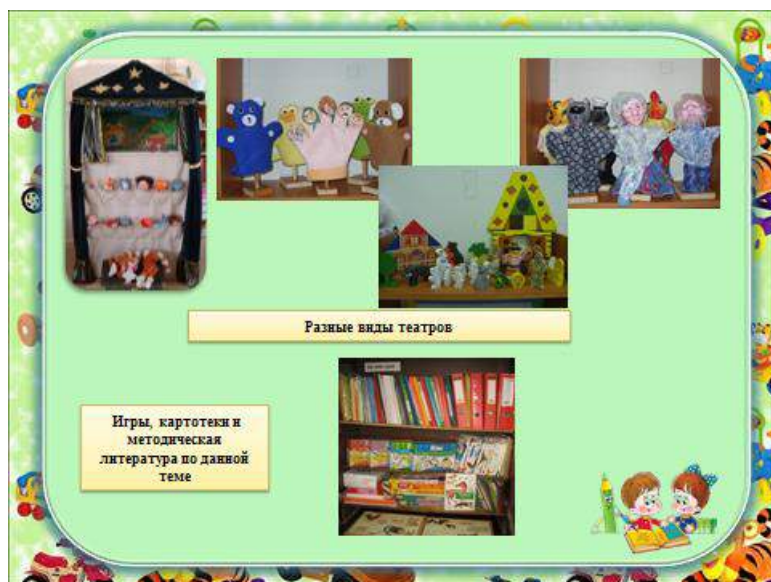 Разные виды театров
Игры, картотеки и
методическая
литература по данной
теме